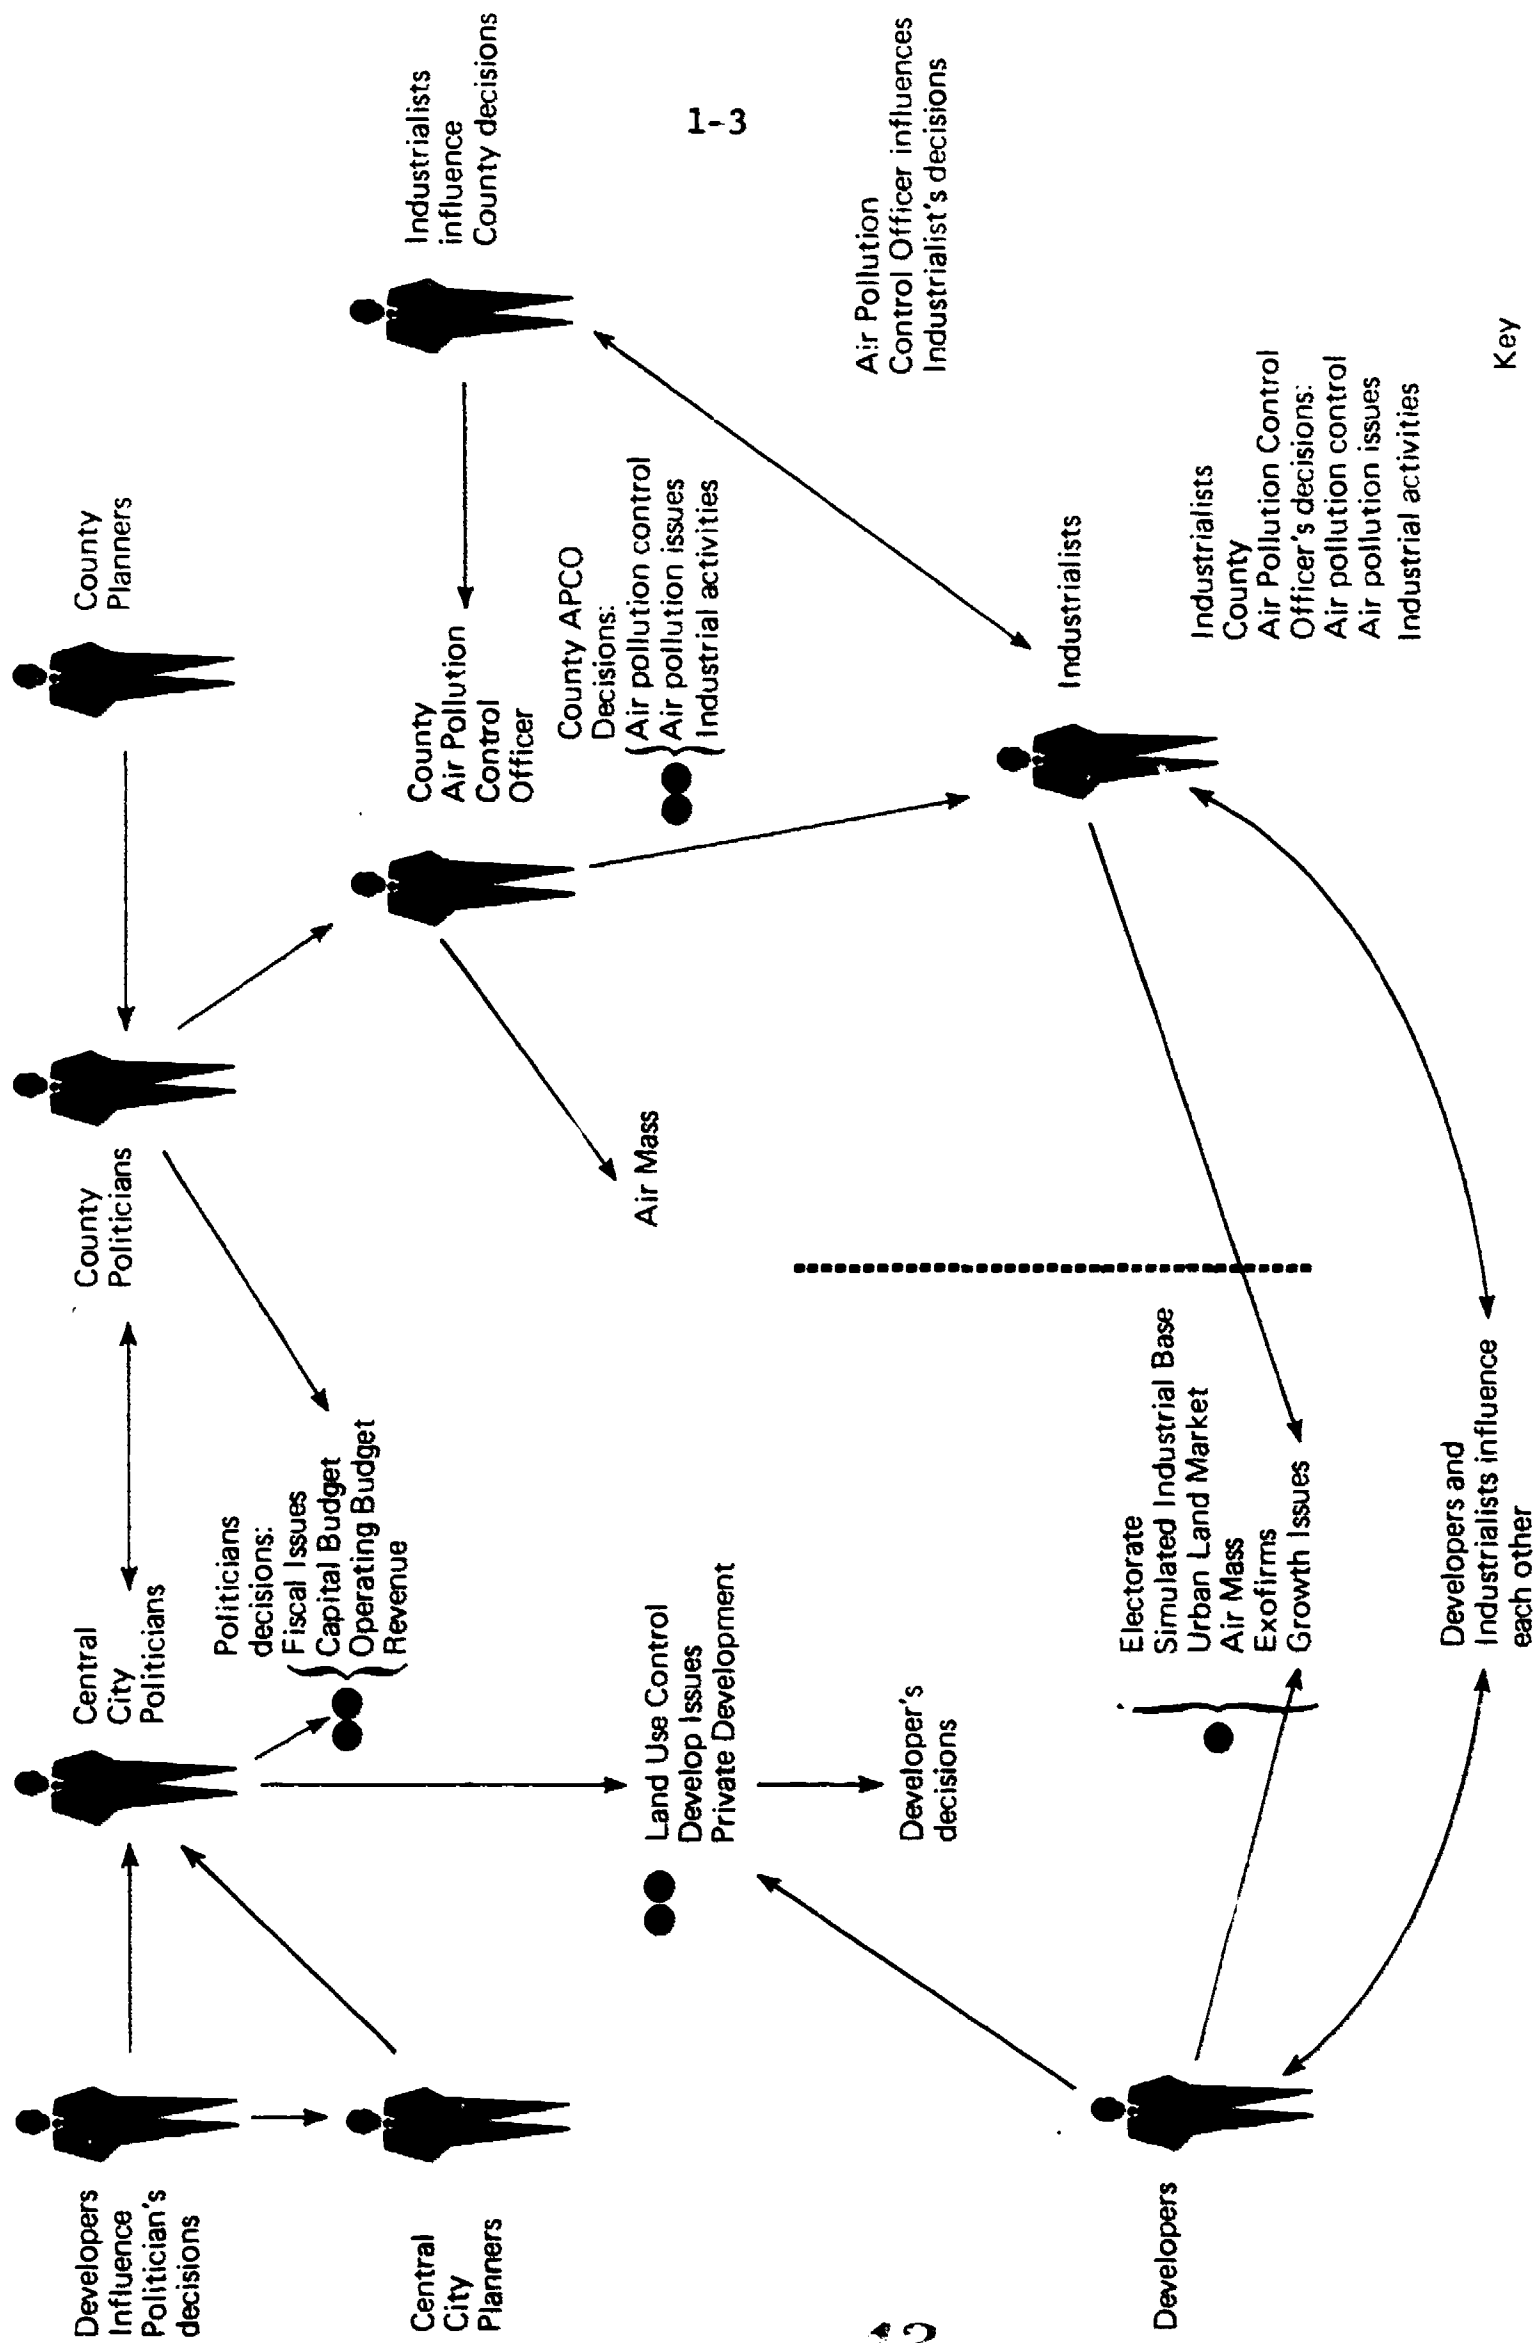 Developers
Influence
Politician's
decisions
Central
City
Politicians
County
Politicians
County
Planners
Politicians
decisions:
Fiscal Issues
Capital Budget
Operating Budget
Revenue
Central
City
Planners
County
Air Pollution
Control
Officer
Industrialists
influence
County decisions
County APCO
Decisions:
Air pollution control
Air pollution issues
Industrial activities
1-3
Air Mass
Land Use Control
Develop Issues
Private Development
Developer's
decisions
Air Pollution
Control Officer influences
Industrialist's decisions
Industrialists
Developers
Electorate
Simulated Industrial Base
Urban Land Market
Air Mass
Exofirms
Growth Issues
Industrialists
County
Air Pollution Control
Officer's decisions:
Air pollution control
Air pollution issues
Industrial activities
Developers and
Industrialists influence
each other
Key